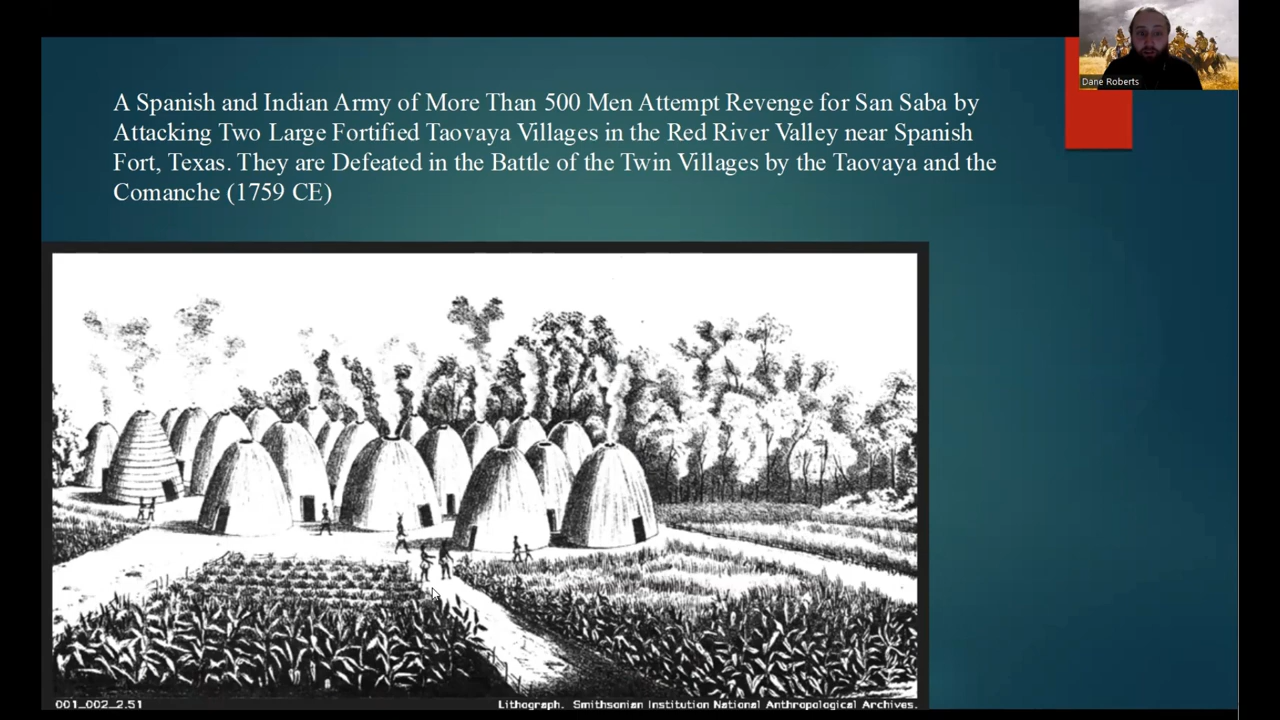 Dane Roberts
A Spanish and Indian Army of More Than 500 Men Attempt Revenge for San Saba by
Attacking Two Large Fortified Taovaya Villages in the Red River Valley near Spanish
Fort, Texas. They are Defeated in the Battle of the Twin Villages by the Taovaya and the
Comanche (1759 CE)
001_002_2.51
Lithograph. Smithsonian Institution National Anthropological Archives.